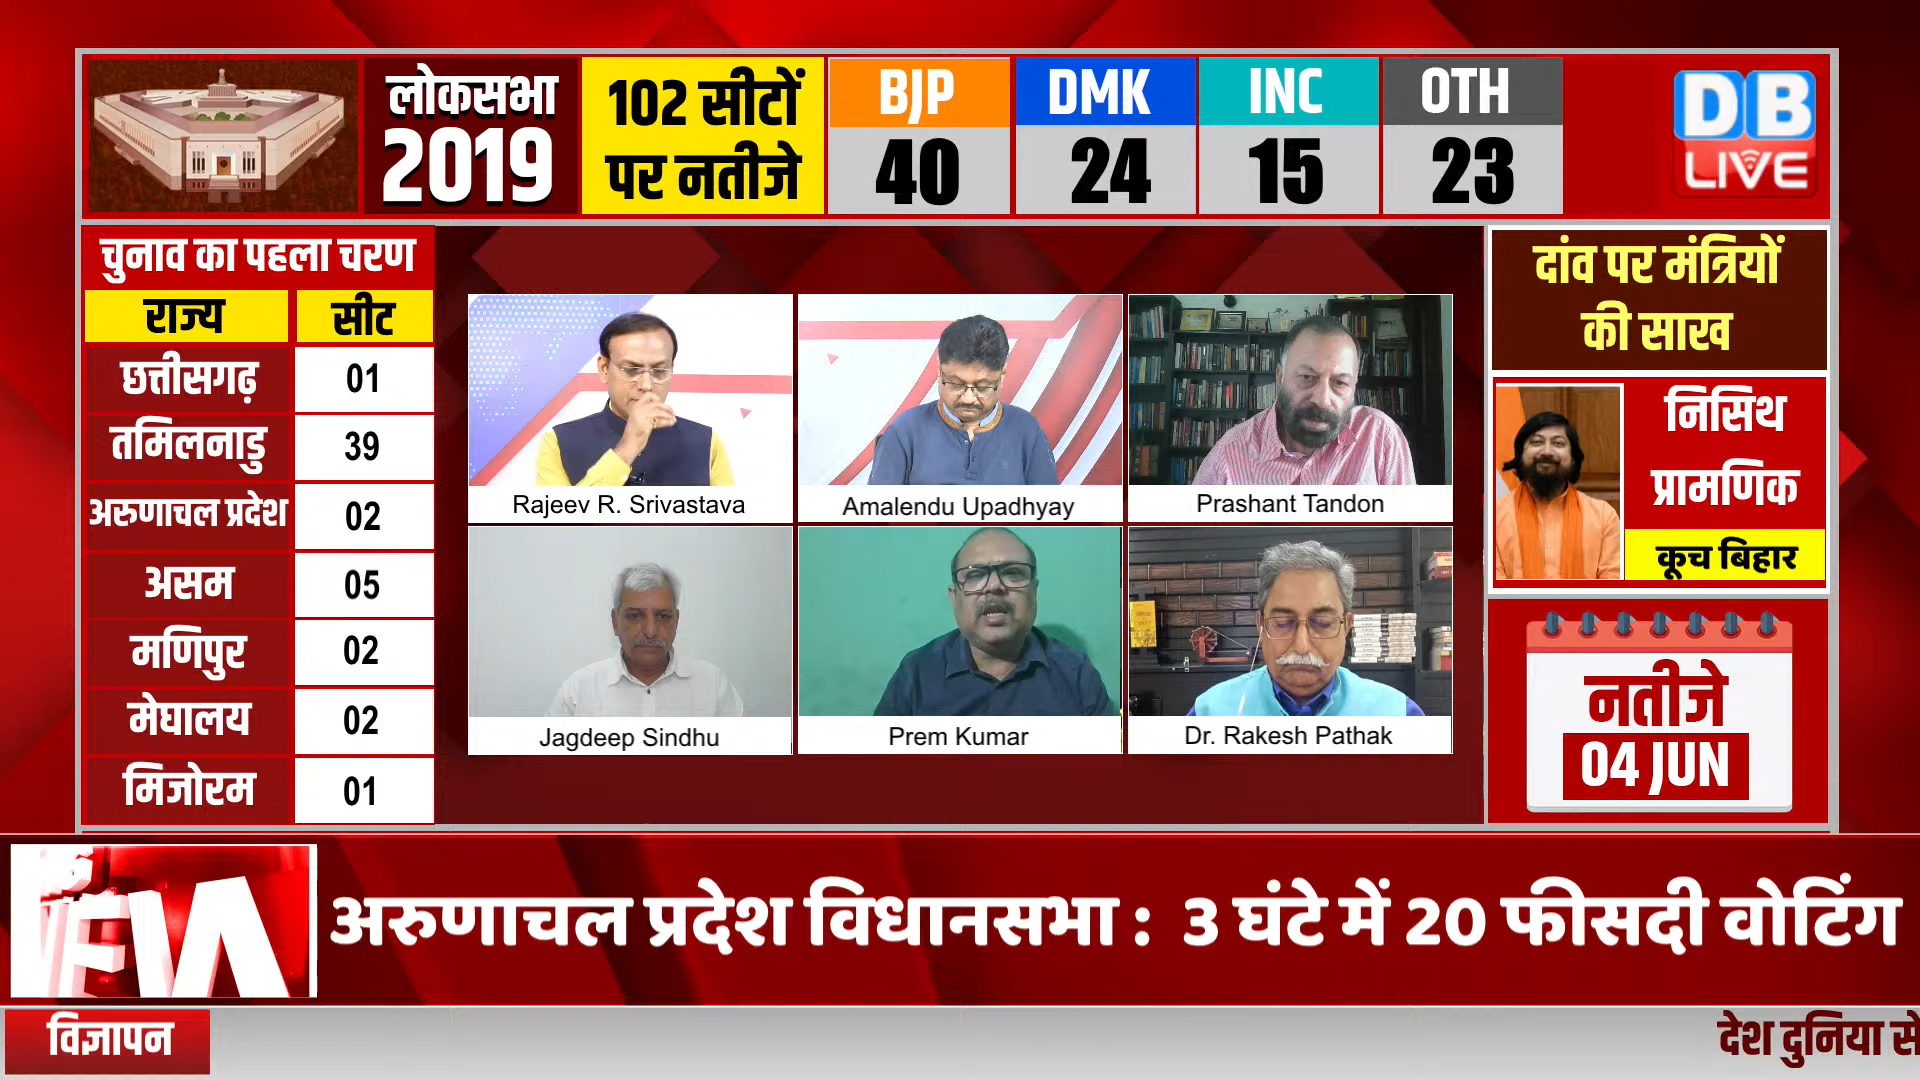 लोकसभा
2019
102 सीटों
पर नतीजे
BJP
40
DMK
24
INC
15
OTH
23
DB
LIVE
चुनाव का पहला चरण
राज्य सीट
छत्तीसगढ़ 01
तमिलनाडु 39
अरुणाचल प्रदेश 02
असम 05
मणिपुर 02
मेघालय 02
मिजोरम 01
Rajeev R. Srivastava
Amalendu Upadhyay
Prashant Tandon
Jagdeep Sindhu
Prem Kumar
Dr. Rakesh Pathak
दांव पर मंत्रियों
की साख
निसिथ
प्रामणिक
कूच बिहार
नतीजे
04 JUN
अरुणाचल प्रदेश विधानसभा : 3 घंटे में 20 फीसदी वोटिंग
विज्ञापन
देश दुनिया से